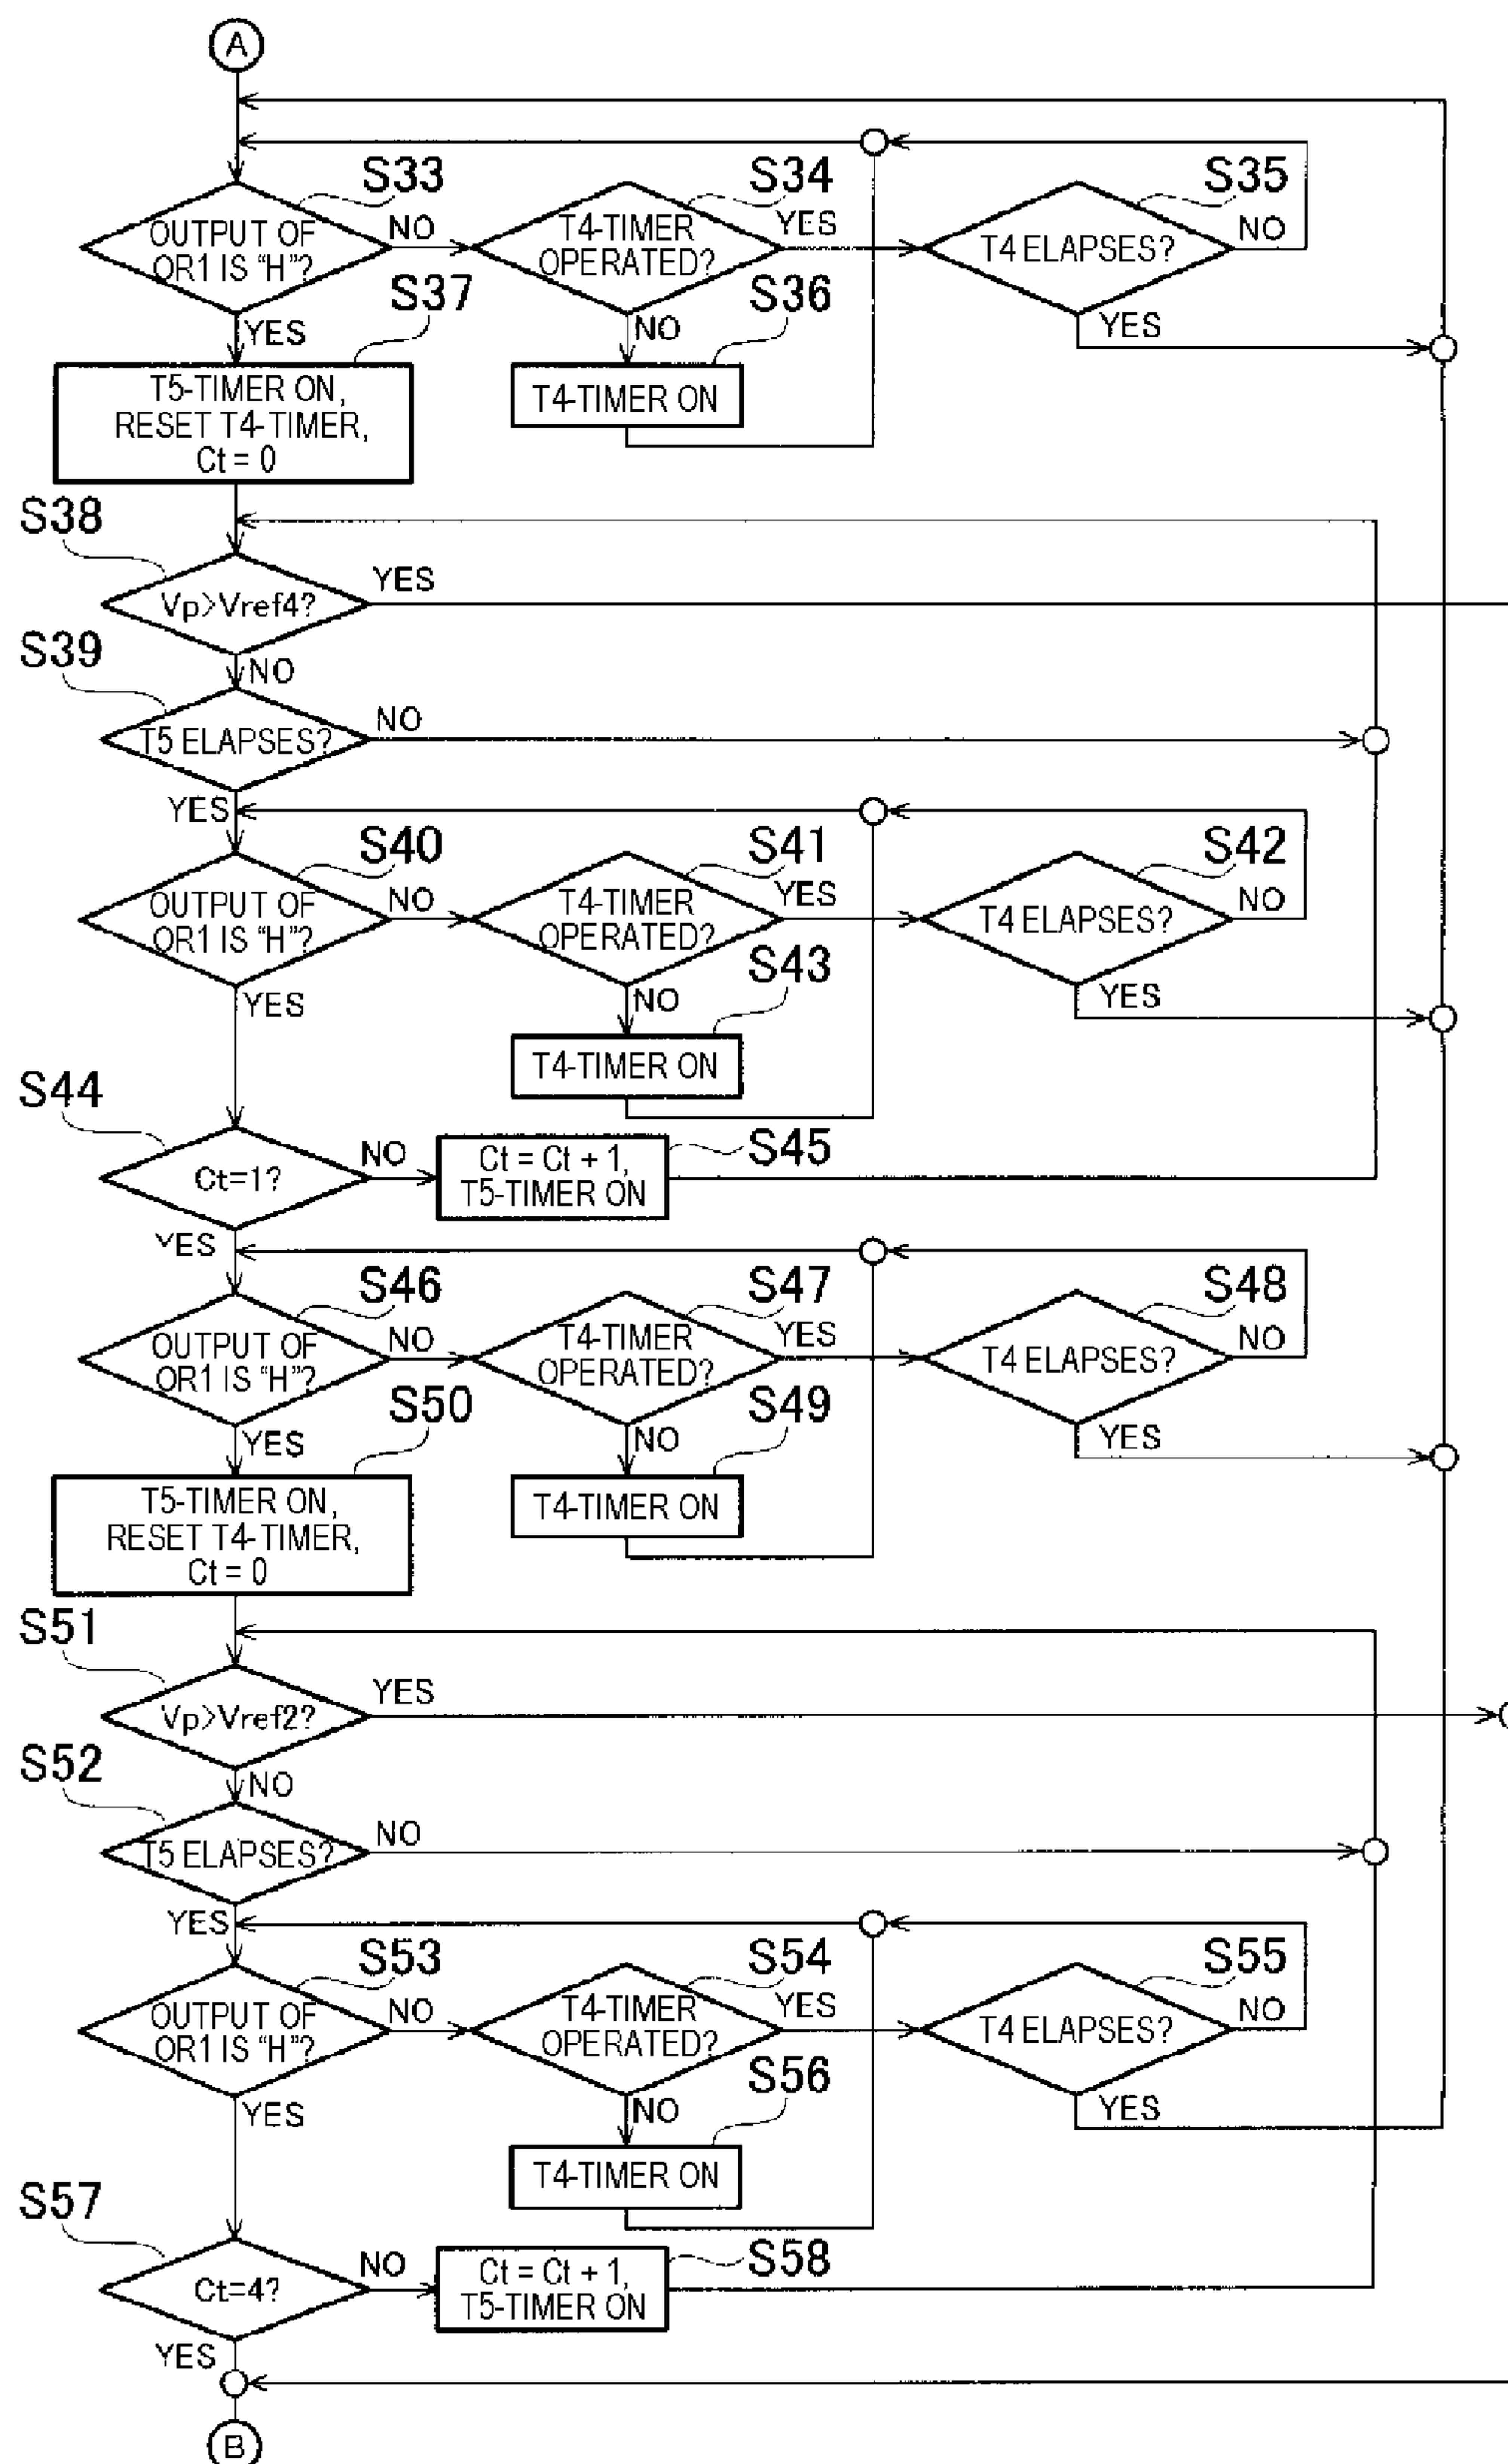 A
S33
S34
S35
OUTPUT OF
OR1 IS "H"?
NO
T4-TIMER
OPERATED?
YES
T4 ELAPSES?
NO
S37
S36
YES
NO
YES
T5-TIMER ON,
RESET T4-TIMER,
Ct = 0
T4-TIMER ON
S38
Vp>Vref4?
YES
S39
NO
T5 ELAPSES?
NO
YES
S40
S41
S42
OUTPUT OF
OR1 IS "H"?
NO
T4-TIMER
OPERATED?
YES
T4 ELAPSES?
NO
S43
YES
NO
YES
T4-TIMER ON
S44
Ct=1?
NO
Ct = Ct + 1,
T5-TIMER ON
S45
YES
S46
S47
S48
OUTPUT OF
OR1 IS "H"?
NO
T4-TIMER
OPERATED?
YES
T4 ELAPSES?
NO
S50
S49
YES
NO
YES
T5-TIMER ON,
RESET T4-TIMER,
Ct = 0
T4-TIMER ON
S51
Vp>Vref2?
YES
S52
NO
T5 ELAPSES?
NO
YES
S53
S54
S55
OUTPUT OF
OR1 IS "H"?
NO
T4-TIMER
OPERATED?
YES
T4 ELAPSES?
NO
S56
YES
NO
YES
T4-TIMER ON
S57
Ct=4?
NO
Ct = Ct + 1,
T5-TIMER ON
S58
YES
B